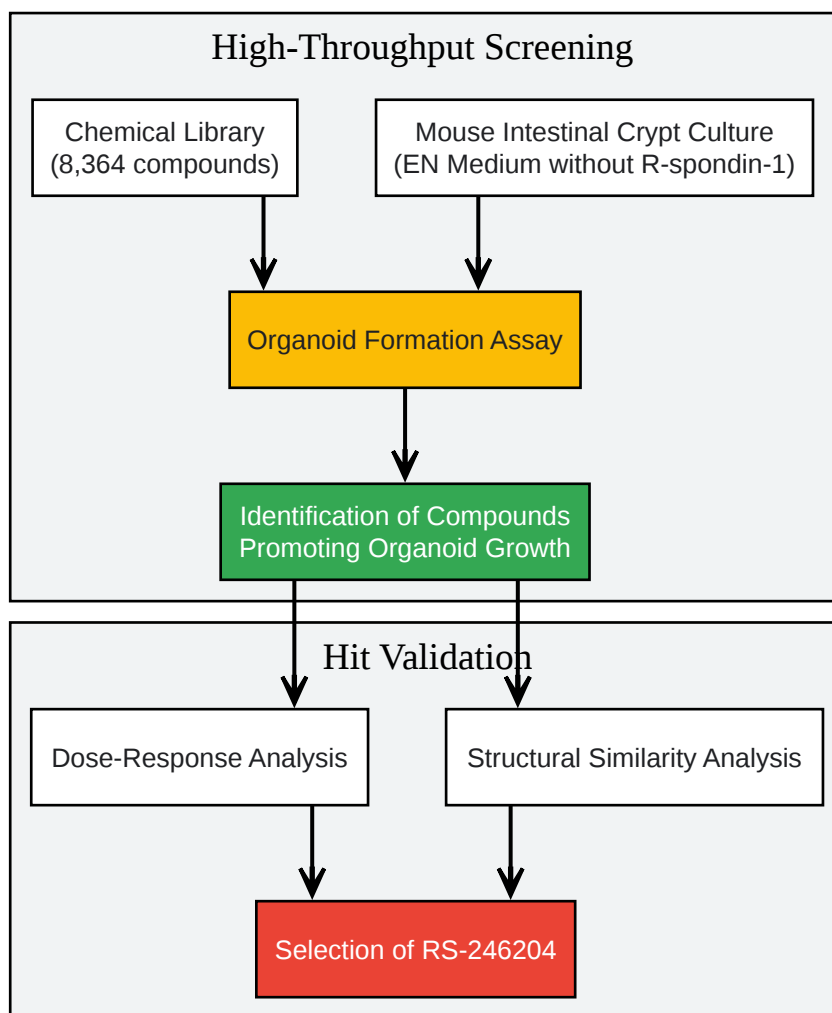 High-Throughput Screening
Chemical Library
(8,364 compounds)
Mouse Intestinal Crypt Culture
(EN Medium without R-spondin-1)
Organoid Formation Assay
Identification of Compounds
Promoting Organoid Growth
Hit Validation
Dose-Response Analysis
Structural Similarity Analysis
Selection of RS-246204